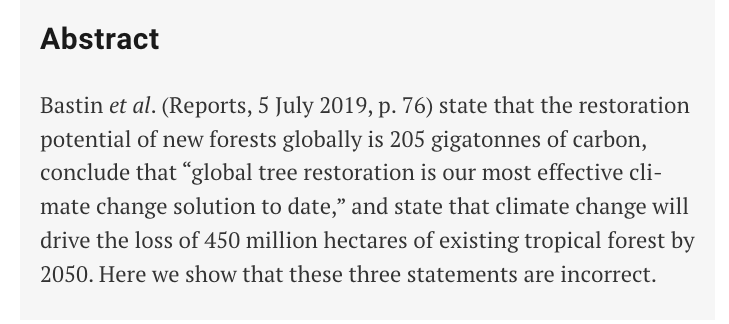 Abstract
Bastin et al. (Reports, 5 July 2019, p. 76) state that the restoration
potential of new forests globally is 205 gigatonnes of carbon,
conclude that “global tree restoration is our most effective cli-
mate change solution to date,” and state that climate change will
drive the loss of 450 million hectares of existing tropical forest by
2050. Here we show that these three statements are incorrect.